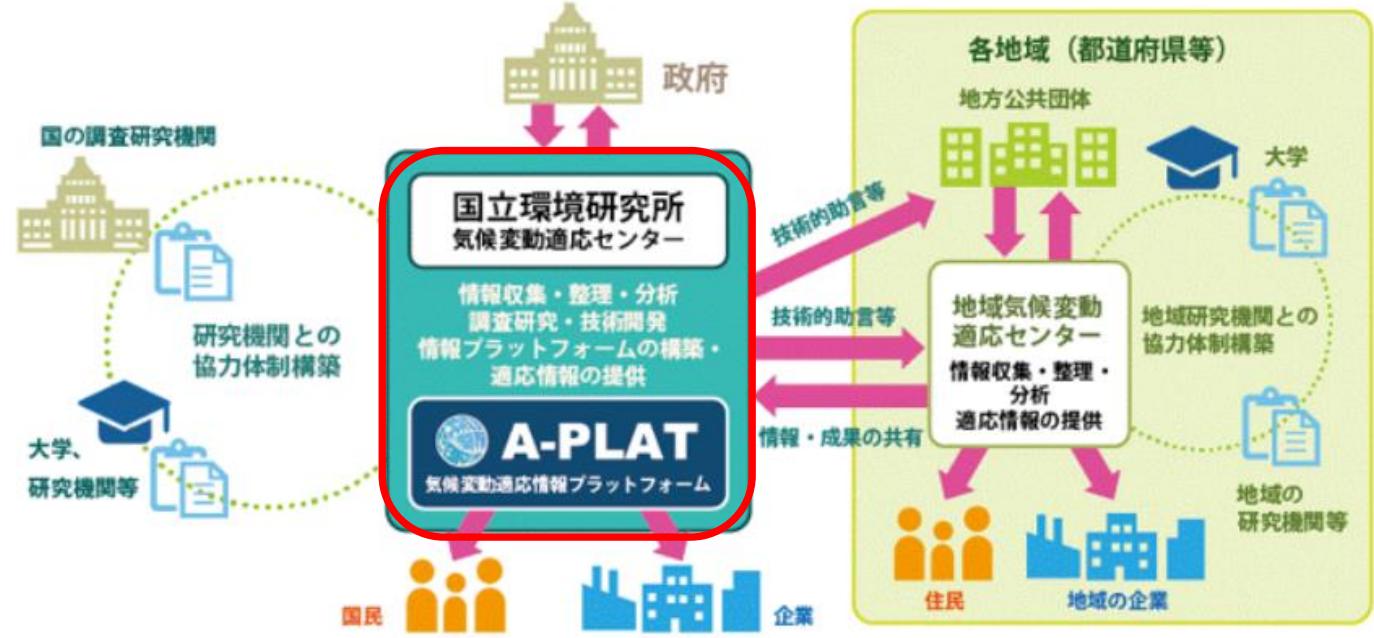 政府
国の調査研究機関
研究機関との
協力体制構築
大学、
研究機関等
国立環境研究所
気候変動適応センター
情報収集・整理・分析
調査研究・技術開発
情報プラットフォームの構築・
適応情報の提供
A-PLAT
気候変動適応情報プラットフォーム
国民
企業
技術的助言等
技術的助言等
情報・成果の共有
各地域（都道府県等）
地方公共団体
大学
地域気候変動
適応センター
情報収集・整理・
分析
適応情報の提供
地域研究機関との
協力体制構築
地域の
研究機関等
住民
地域の企業